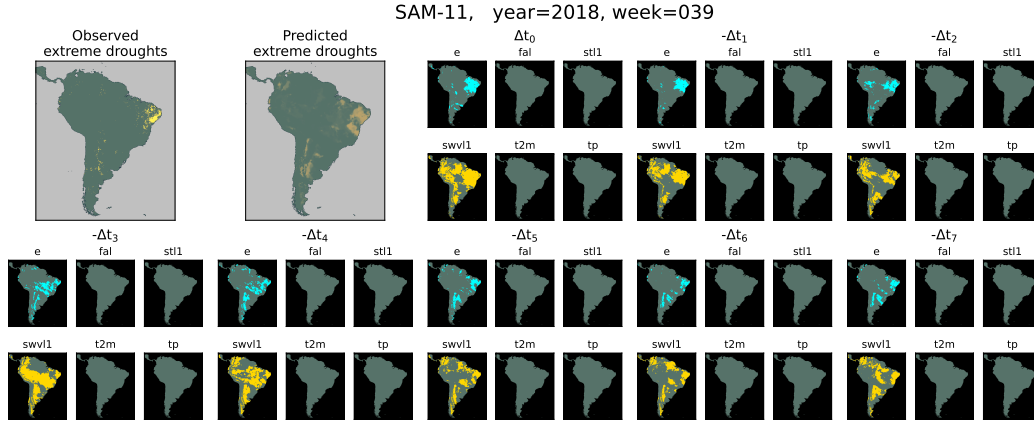 SAM-11,   year=2018, week=039
Observed
extreme droughts
Predicted
extreme droughts
Δt0
e fal stl1
swvl1 t2m tp
-Δt1
e fal stl1
swvl1 t2m tp
-Δt2
e fal stl1
swvl1 t2m tp
-Δt3
e fal stl1
swvl1 t2m tp
-Δt4
e fal stl1
swvl1 t2m tp
-Δt5
e fal stl1
swvl1 t2m tp
-Δt6
e fal stl1
swvl1 t2m tp
-Δt7
e fal stl1
swvl1 t2m tp